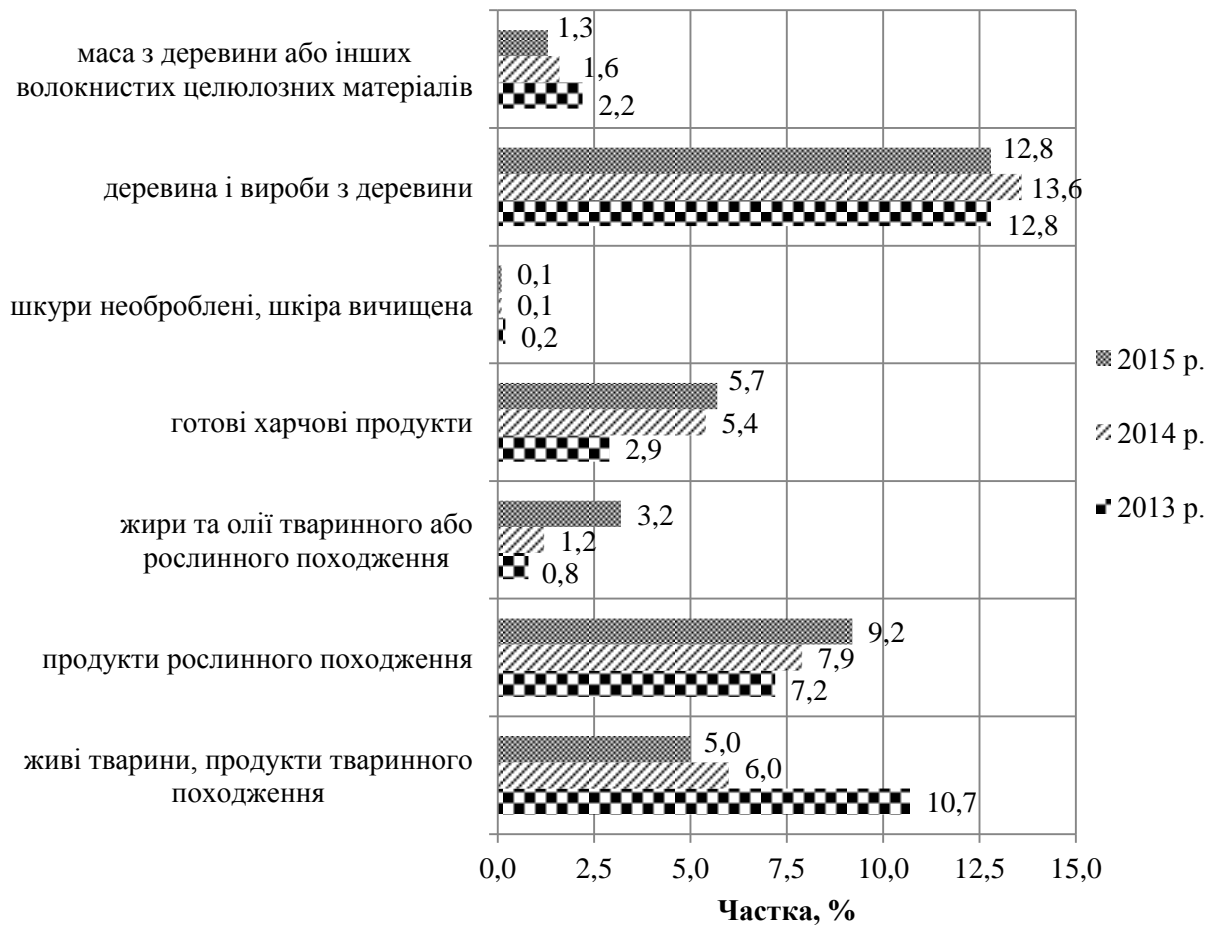 маса з деревини або інших
волокнистих целюлозних матеріалів
1,3
1,6
2,2
деревина і вироби з деревини
12,8
13,6
12,8
шкури необроблені, шкіра вичищена
0,1
0,1
0,2
готові харчові продукти
5,7
5,4
2,9
жири та олії тваринного або
рослинного походження
3,2
1,2
0,8
продукти рослинного походження
9,2
7,9
7,2
живі тварини, продукти тваринного
походження
5,0
6,0
10,7
2015 р.
2014 р.
2013 р.
0,0 2,5 5,0 7,5 10,0 12,5 15,0
Частка, %